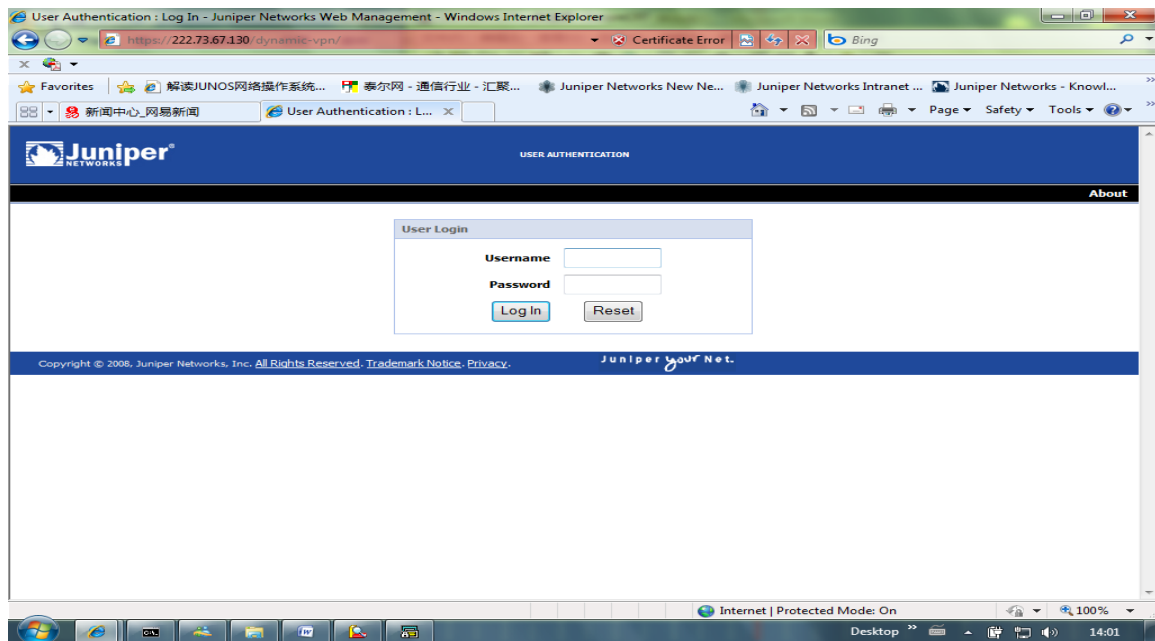 User Authentication : Log In - Juniper Networks Web Management - Windows Internet Explorer
https://222.73.67.130/dynamic-vpn/
Certificate Error
Bing
Favorites
解读JUNOS网络操作系统...
泰尔网 - 通信行业 - 汇聚...
Juniper Networks New Ne...
Juniper Networks Intranet ...
Juniper Networks - Knowl...
新闻中心_网易新闻
User Authentication : L...
Page
Safety
Tools
Juniper
NETWORKS
USER AUTHENTICATION
About
User Login
Username
Password
Log In
Reset
Copyright © 2008, Juniper Networks, Inc. All Rights Reserved. Trademark Notice. Privacy.
Juniper your Net.
Internet | Protected Mode: On
100%
Desktop
14:01